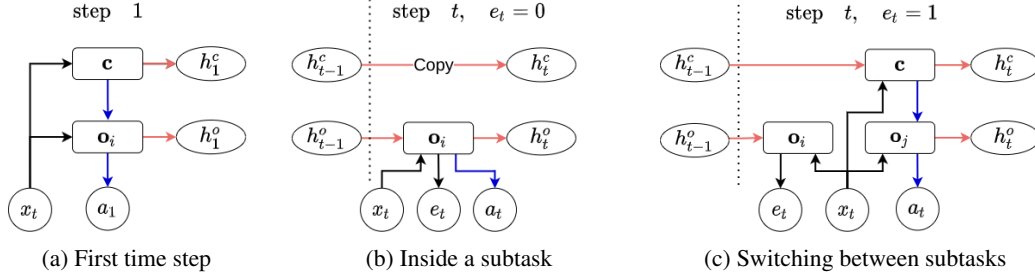 step 1
c
h_1^c
o_i
h_1^o
x_t
a_1
(a) First time step
step t, e_t = 0
h_{t-1}^c
Copy
h_t^c
h_{t-1}^o
o_i
h_t^o
x_t
e_t
a_t
(b) Inside a subtask
step t, e_t = 1
h_{t-1}^c
c
h_t^c
h_{t-1}^o
o_i
o_j
h_t^o
e_t
x_t
a_t
(c) Switching between subtasks